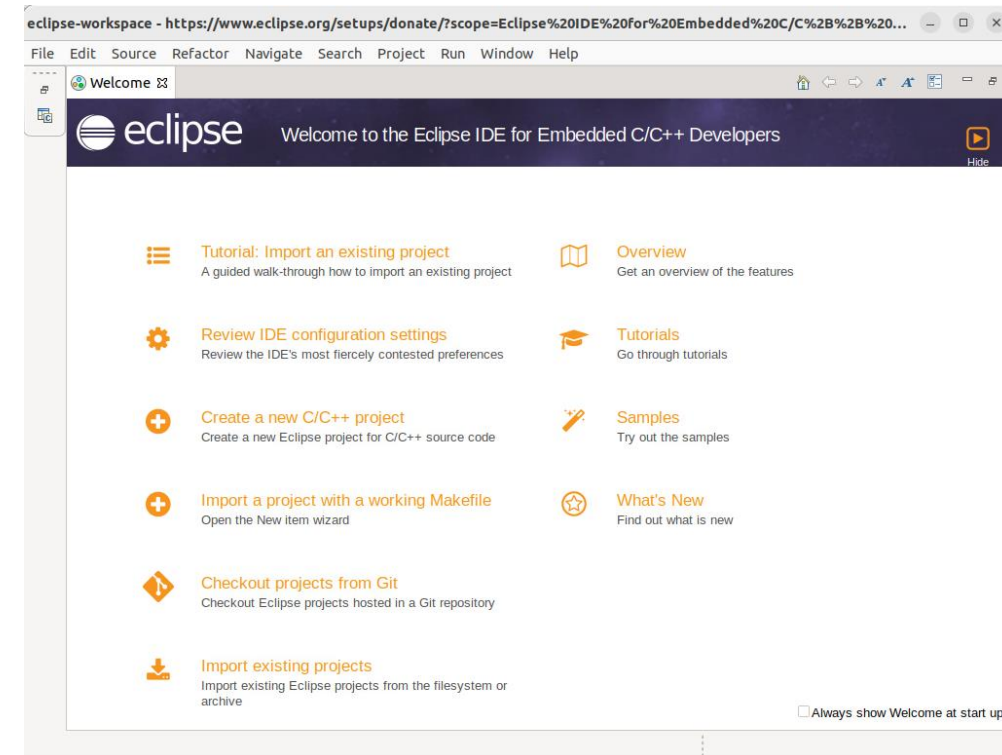 eclipse-workspace - https://www.eclipse.org/setups/donate/?scope=Eclipse%20IDE%20for%20Embedded%20C/C%2B%2B%20...
File Edit Source Refactor Navigate Search Project Run Window Help
Welcome
eclipse
Welcome to the Eclipse IDE for Embedded C/C++ Developers
Hide
Tutorial: Import an existing project
A guided walk-through how to import an existing project
Review IDE configuration settings
Review the IDE's most fiercely contested preferences
Create a new C/C++ project
Create a new Eclipse project for C/C++ source code
Import a project with a working Makefile
Open the New item wizard
Checkout projects from Git
Checkout Eclipse projects hosted in a Git repository
Import existing projects
Import existing Eclipse projects from the filesystem or
archive
Overview
Get an overview of the features
Tutorials
Go through tutorials
Samples
Try out the samples
What's New
Find out what is new
Always show Welcome at start up